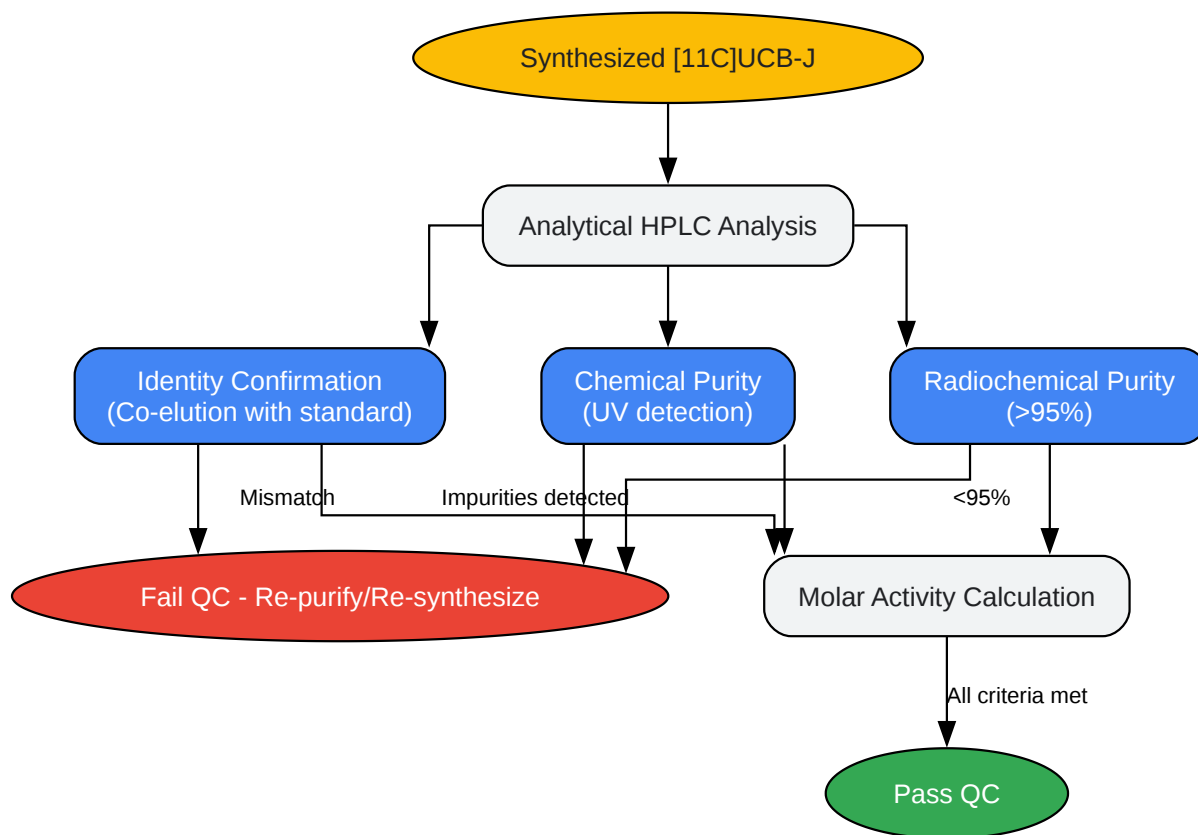 Synthesized [11C]UCB-J
Analytical HPLC Analysis
Identity Confirmation
(Co-elution with standard)
Chemical Purity
(UV detection)
Radiochemical Purity
(>95%)
Mismatch
Impurities detected
<95%
Fail QC - Re-purify/Re-synthesize
Molar Activity Calculation
All criteria met
Pass QC